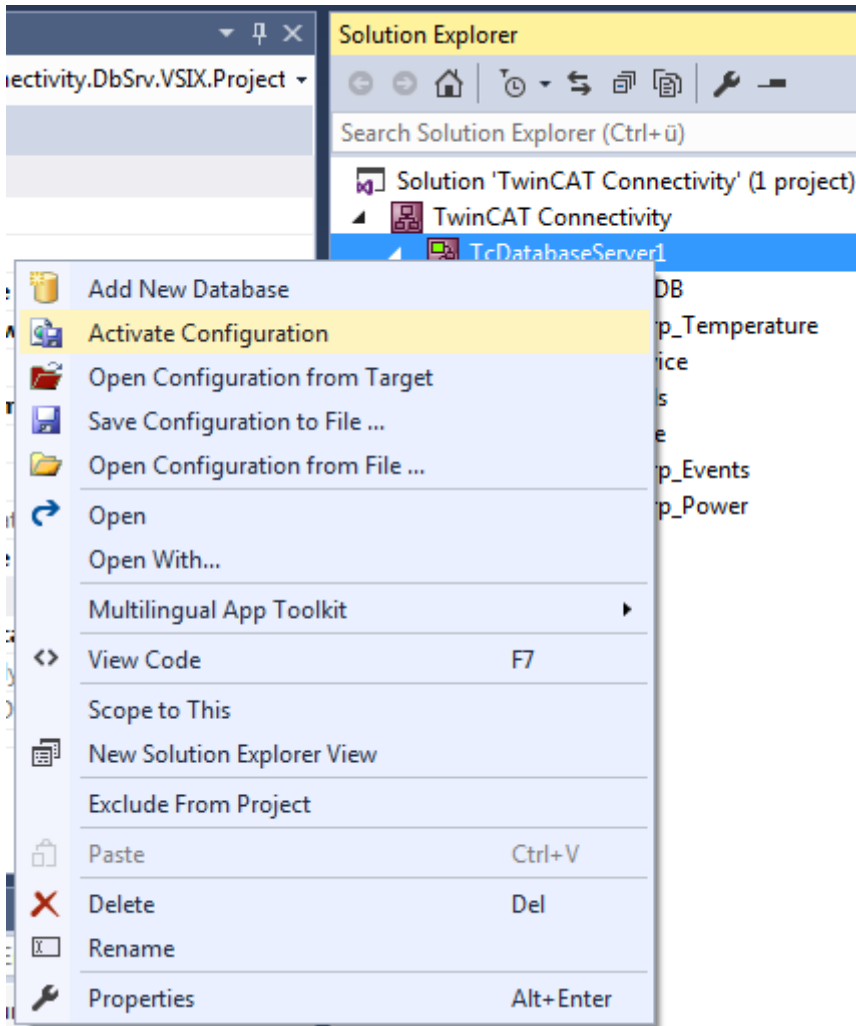 Solution Explorer
ectivity.DbSrv.VSIX.Project
Search Solution Explorer (Ctrl+ü)
Solution 'TwinCAT Connectivity' (1 project)
TwinCAT Connectivity
TcDatabaseServer1
DB
p_Temperature
ice
ls
e
p_Events
p_Power
Add New Database
Activate Configuration
Open Configuration from Target
Save Configuration to File ...
Open Configuration from File ...
Open
Open With...
Multilingual App Toolkit
View Code F7
Scope to This
New Solution Explorer View
Exclude From Project
Paste Ctrl+V
Delete Del
Rename
Properties Alt+Enter